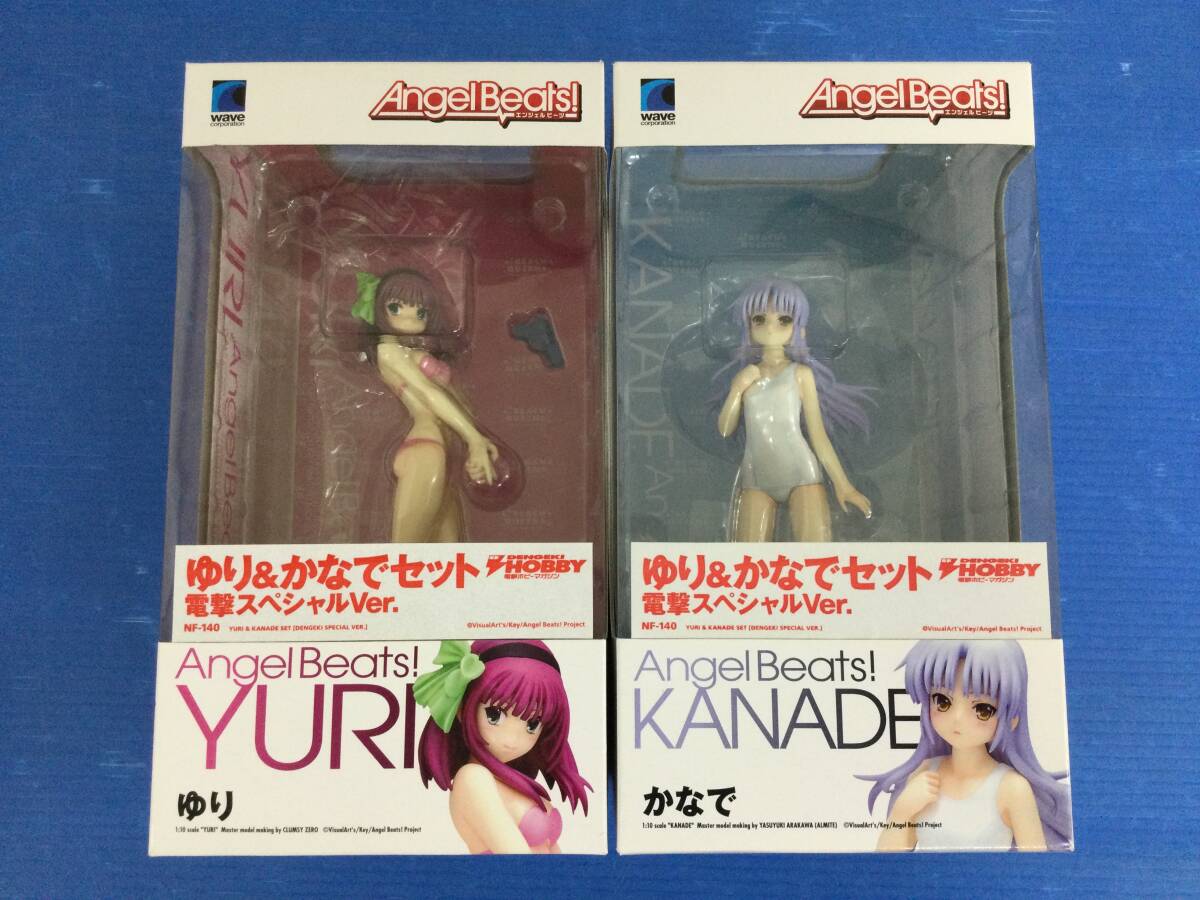 wave
corporation
Angel Beats!
エンジェルビーツ
YURI Angel Bea
ゆり&かなでセット
電撃スペシャルVer.
DENGEKI
HOBBY
電撃ホビーマガジン
NF-140 YURI & KANADE SET [DENGEKI SPECIAL VER.]
©VisualArt's/Key/Angel Beats! Project
Angel Beats!
YURI
ゆり
1:10 scale "YURI" Master model making by CLUMSY ZERO ©VisualArt's/Key/Angel Beats! Project
wave
corporation
Angel Beats!
エンジェルビーツ
KANADE An
ゆり&かなでセット
電撃スペシャルVer.
DENGEKI
HOBBY
電撃ホビーマガジン
NF-140 YURI & KANADE SET [DENGEKI SPECIAL VER.]
©VisualArt's/Key/Angel Beats! Project
Angel Beats!
KANADE
かなで
1:10 scale "KANADE" Master model making by YASUYUKI ARAKAWA (ALMITE) ©VisualArt's/Key/Angel Beats! Project